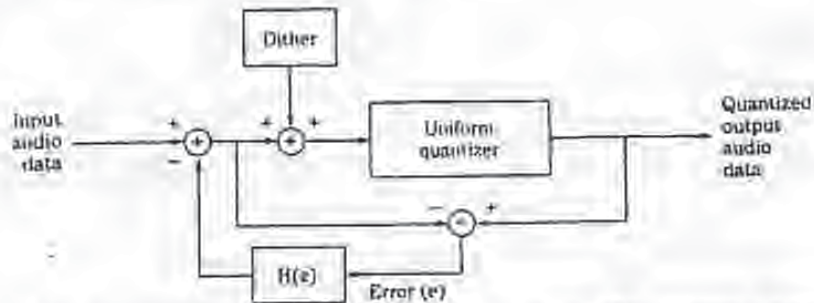 Dither
Input
audio
data
+
+
+
+
+
−
Uniform
quantizer
Quantized
output
audio
data
−
+
H(z)
Error (e)